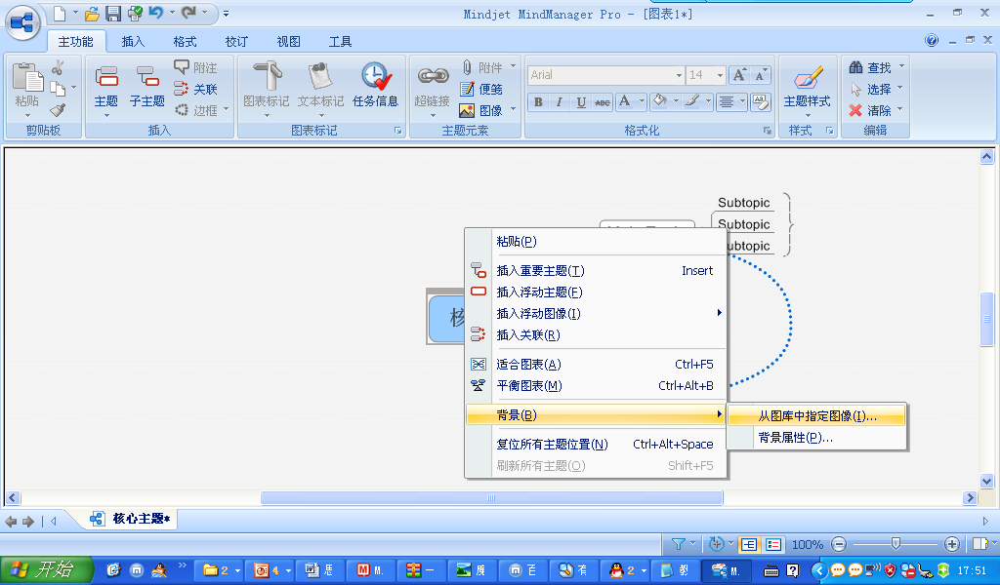 Mindjet MindManager Pro - [图表1*]
主功能 插入 格式 校订 视图 工具
粘贴
剪贴板
主题 子主题
附注
关联
边框
插入
图表标记 文本标记 任务信息
图表标记
超链接
附件
便笺
图像
主题元素
Arial 14
B I U ABC A
格式化
主题样式
样式
查找
选择
清除
编辑
Subtopic
Subtopic
ubtopic
核
粘贴(P)
插入重要主题(T) Insert
插入浮动主题(F)
插入浮动图像(I)
插入关联(R)
适合图表(A) Ctrl+F5
平衡图表(M) Ctrl+Alt+B
背景(B)
从图库中指定图像(I)...
背景属性(P)...
复位所有主题位置(N) Ctrl+Alt+Space
刷新所有主题(O) Shift+F5
核心主题*
100%
开始 2 4 思 M. 一 度 百 有 2 教 M. 17:51